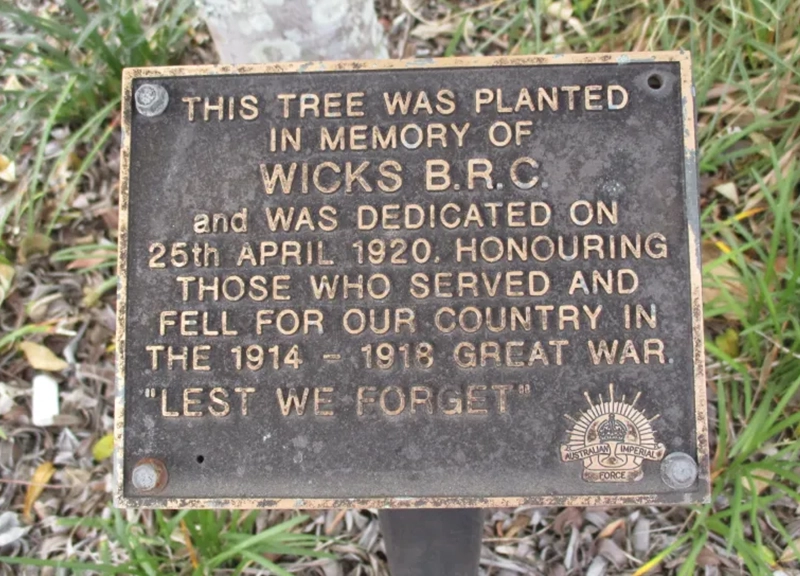 THIS TREE WAS PLANTED
IN MEMORY OF
WICKS B.R.C.
and WAS DEDICATED ON
25th APRIL 1920. HONOURING
THOSE WHO SERVED AND
FELL FOR OUR COUNTRY IN
THE 1914 - 1918 GREAT WAR.
"LEST WE FORGET"
AUSTRALIAN IMPERIAL
FORCE